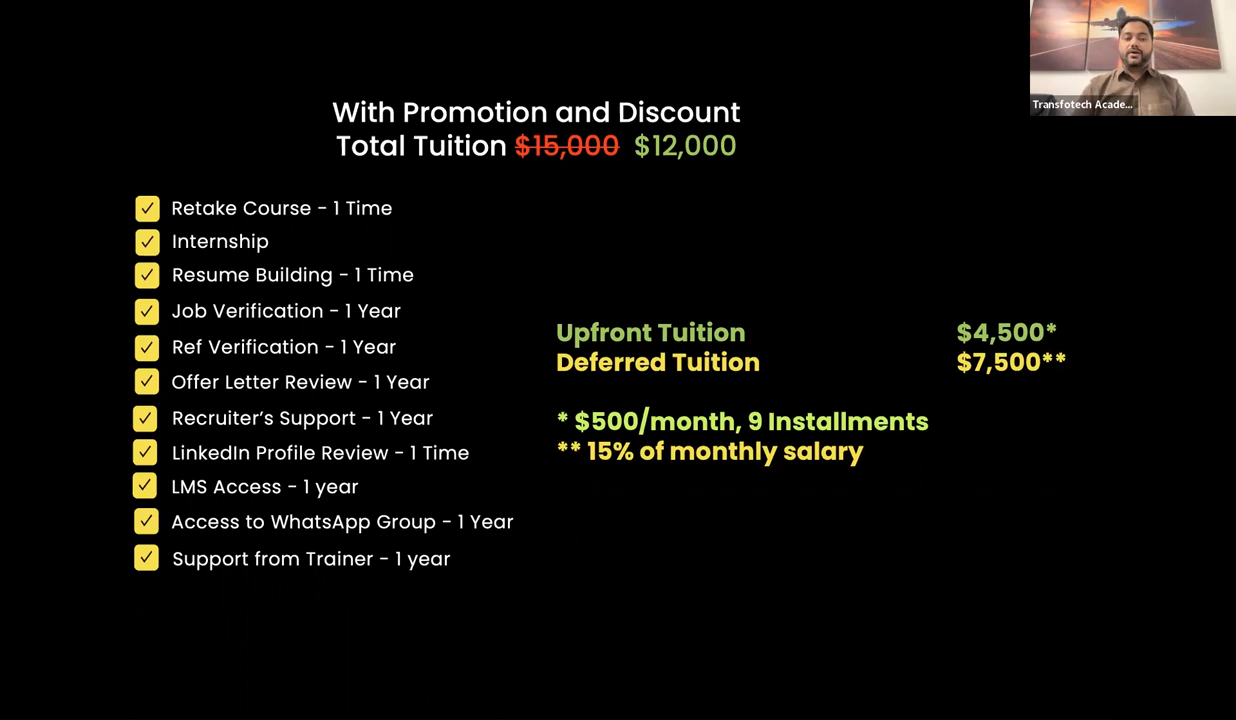 Transfotech Acade...
With Promotion and Discount
Total Tuition $15,000 $12,000
Retake Course - 1 Time
Internship
Resume Building - 1 Time
Job Verification - 1 Year
Ref Verification - 1 Year
Offer Letter Review - 1 Year
Recruiter's Support - 1 Year
LinkedIn Profile Review - 1 Time
LMS Access - 1 year
Access to WhatsApp Group - 1 Year
Support from Trainer - 1 year
Upfront Tuition $4,500*
Deferred Tuition $7,500**
* $500/month, 9 Installments
** 15% of monthly salary